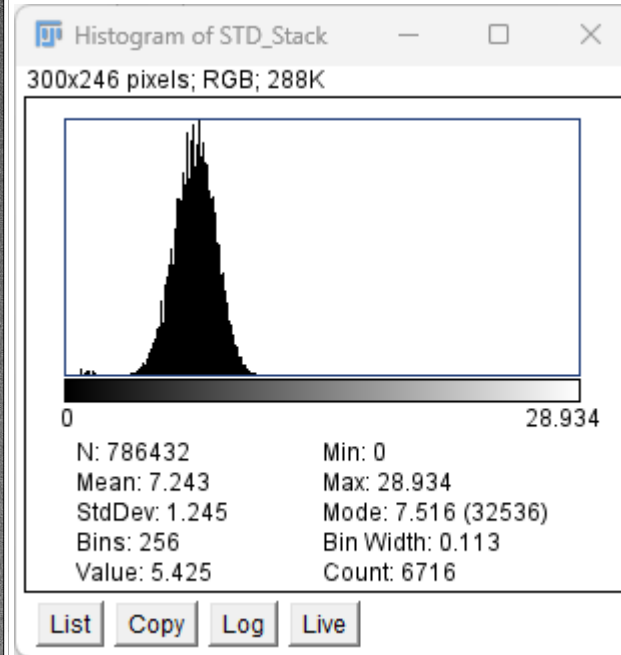 Histogram of STD_Stack
300x246 pixels; RGB; 288K
0 28.934
N: 786432 Min: 0
Mean: 7.243 Max: 28.934
StdDev: 1.245 Mode: 7.516 (32536)
Bins: 256 Bin Width: 0.113
Value: 5.425 Count: 6716
List Copy Log Live